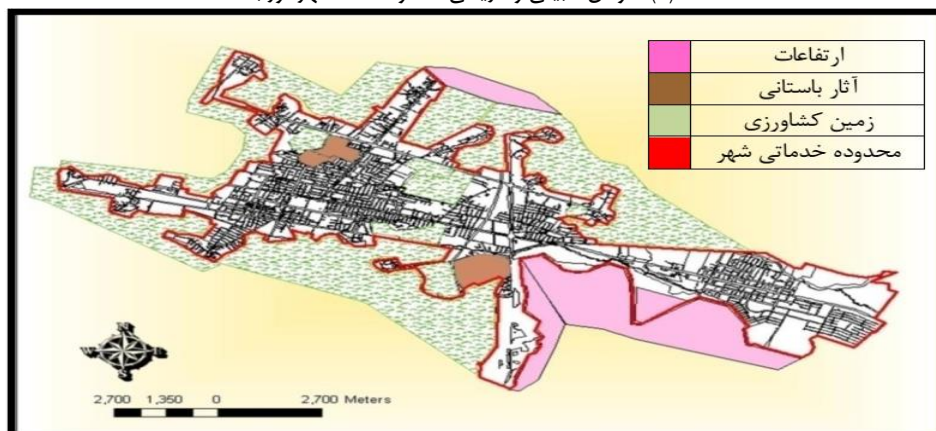 ارتفاعات
آثار باستانی
زمین کشاورزی
محدوده خدماتی شهر
2,700 1,350 0 2,700 Meters